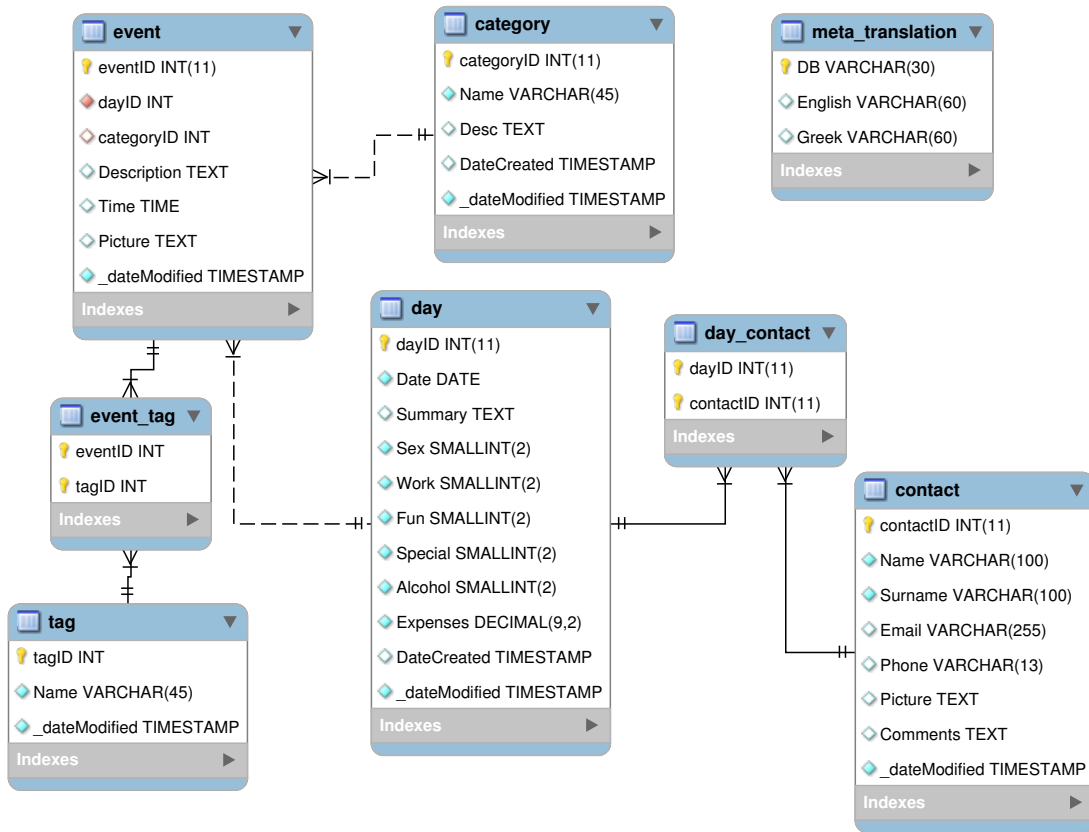 event
eventID INT(11)
dayID INT
categoryID INT
Description TEXT
Time TIME
Picture TEXT
_dateModified TIMESTAMP
Indexes
category
categoryID INT(11)
Name VARCHAR(45)
Desc TEXT
DateCreated TIMESTAMP
_dateModified TIMESTAMP
Indexes
meta_translation
DB VARCHAR(30)
English VARCHAR(60)
Greek VARCHAR(60)
Indexes
day
dayID INT(11)
Date DATE
Summary TEXT
Sex SMALLINT(2)
Work SMALLINT(2)
Fun SMALLINT(2)
Special SMALLINT(2)
Alcohol SMALLINT(2)
Expenses DECIMAL(9,2)
DateCreated TIMESTAMP
_dateModified TIMESTAMP
Indexes
day_contact
dayID INT(11)
contactID INT(11)
Indexes
event_tag
eventID INT
tagID INT
Indexes
contact
contactID INT(11)
Name VARCHAR(100)
Surname VARCHAR(100)
Email VARCHAR(255)
Phone VARCHAR(13)
Picture TEXT
Comments TEXT
_dateModified TIMESTAMP
Indexes
tag
tagID INT
Name VARCHAR(45)
_dateModified TIMESTAMP
Indexes